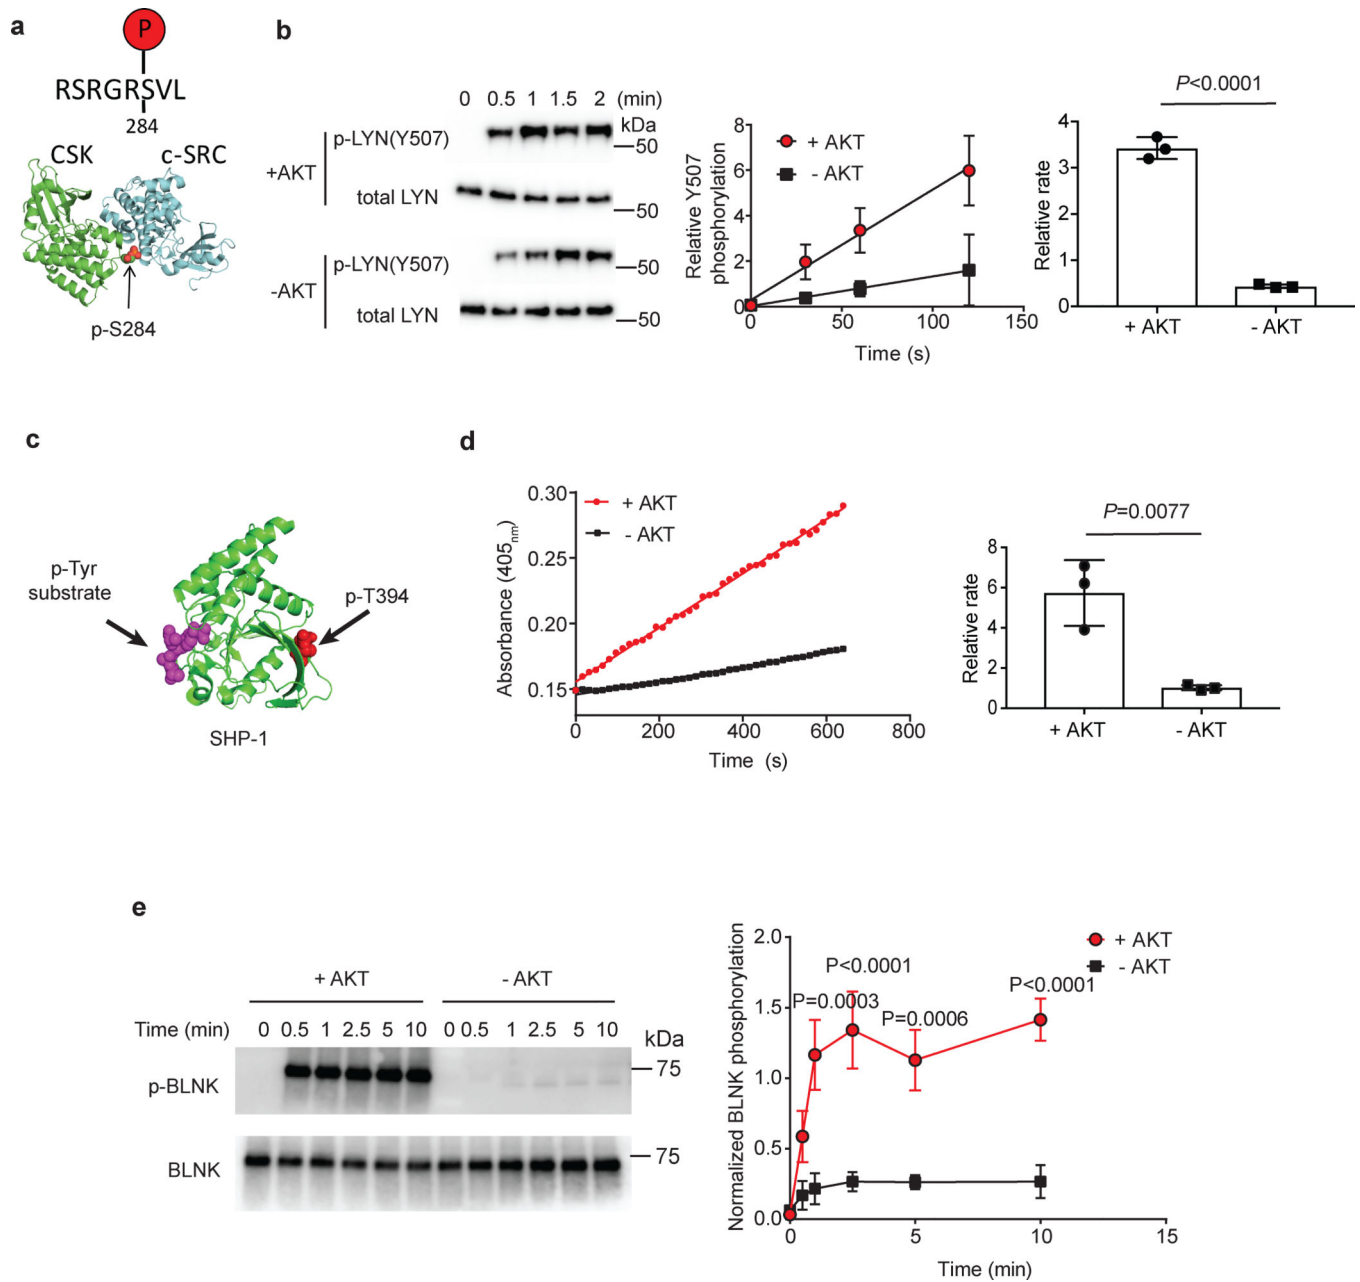 a
P
RSRGRSVL
284
CSK
c-SRC
p-S284
b
0 0.5 1 1.5 2 (min)
kDa
+AKT
p-LYN(Y507)
50
total LYN
50
-AKT
p-LYN(Y507)
50
total LYN
50
Relative Y507
phosphorylation
8
6
4
2
0
+ AKT
- AKT
0 50 100 150
Time (s)
P<0.0001
Relative rate
4
3
2
1
0
+ AKT - AKT
c
p-Tyr
substrate
p-T394
SHP-1
d
Absorbance (405nm)
0.30
0.25
0.20
0.15
+ AKT
- AKT
0 200 400 600 800
Time (s)
P=0.0077
Relative rate
8
6
4
2
0
+ AKT - AKT
e
+ AKT - AKT
Time (min) 0 0.5 1 2.5 5 10 0 0.5 1 2.5 5 10 kDa
p-BLNK
75
BLNK
75
Normalized BLNK phosphorylation
2.0
1.5
1.0
0.5
0.0
+ AKT
- AKT
P<0.0001
P=0.0003
P=0.0006
P<0.0001
0 5 10 15
Time (min)